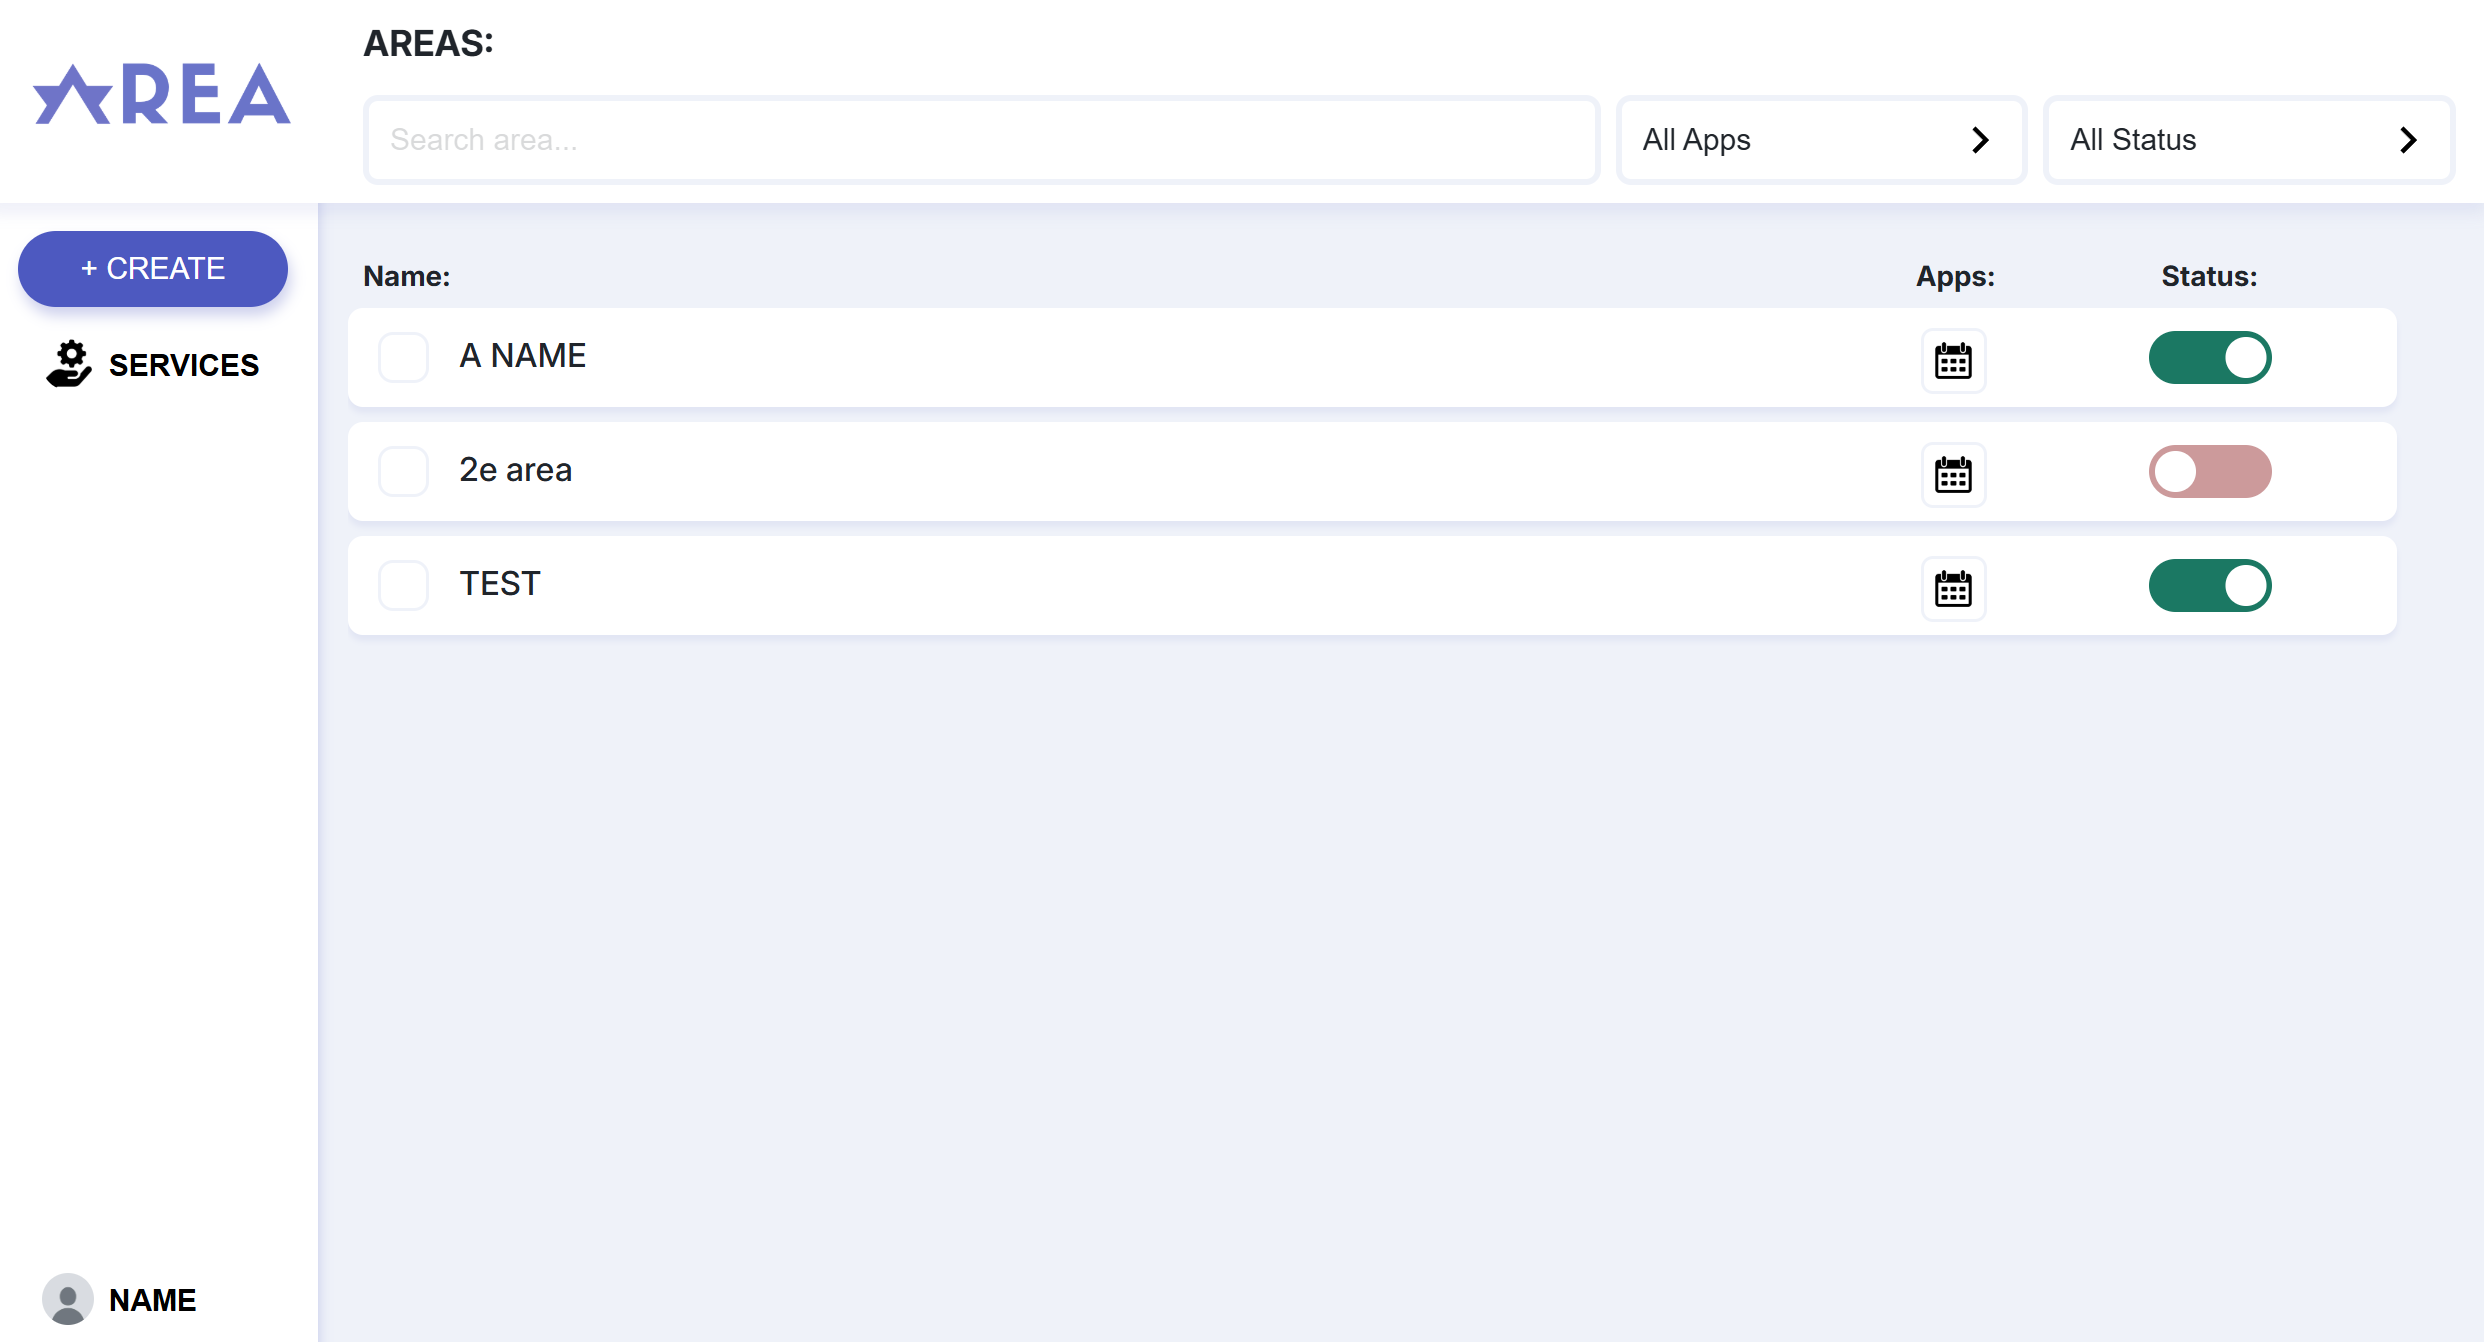 AREA
AREAS:
Search area...
All Apps
All Status
+ CREATE
SERVICES
Name:
Apps:
Status:
A NAME
2e area
TEST
NAME